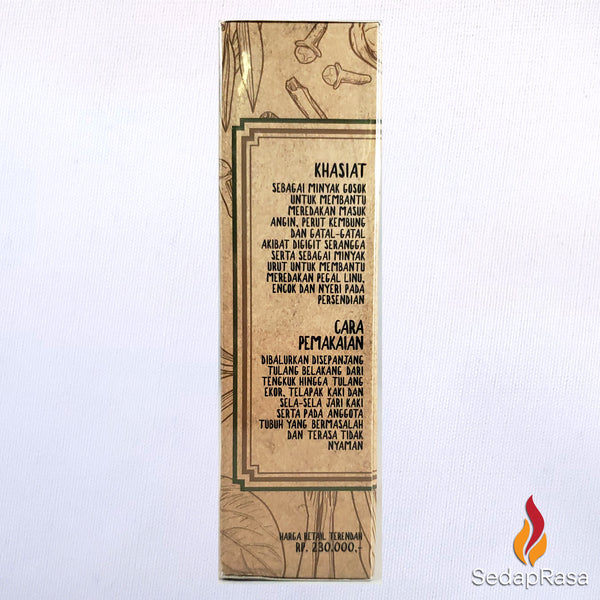 KHASIAT
SEBAGAI MINYAK GOSOK
UNTUK MEMBANTU
MEREDAKAN MASUK
ANGIN, PERUT KEMBUNG
DAN GATAL-GATAL
AKIBAT DIGIGIT SERANGGA
SERTA SEBAGAI MINYAK
URUT UNTUK MEMBANTU
MEREDAKAN PEGAL LINU,
ENCOK DAN NYERI PADA
PERSENDIAN
CARA
PEMAKAIAN
DIBALURKAN DISEPANJANG
TULANG BELAKANG DARI
TENGKUK HINGGA TULANG
EKOR, TELAPAK KAKI DAN
SELA-SELA JARI KAKI
SERTA PADA ANGGOTA
TUBUH YANG BERMASALAH
DAN TERASA TIDAK
NYAMAN
HARGA RETAIL TERENDAH
RP. 230.000,-
SedapRasa